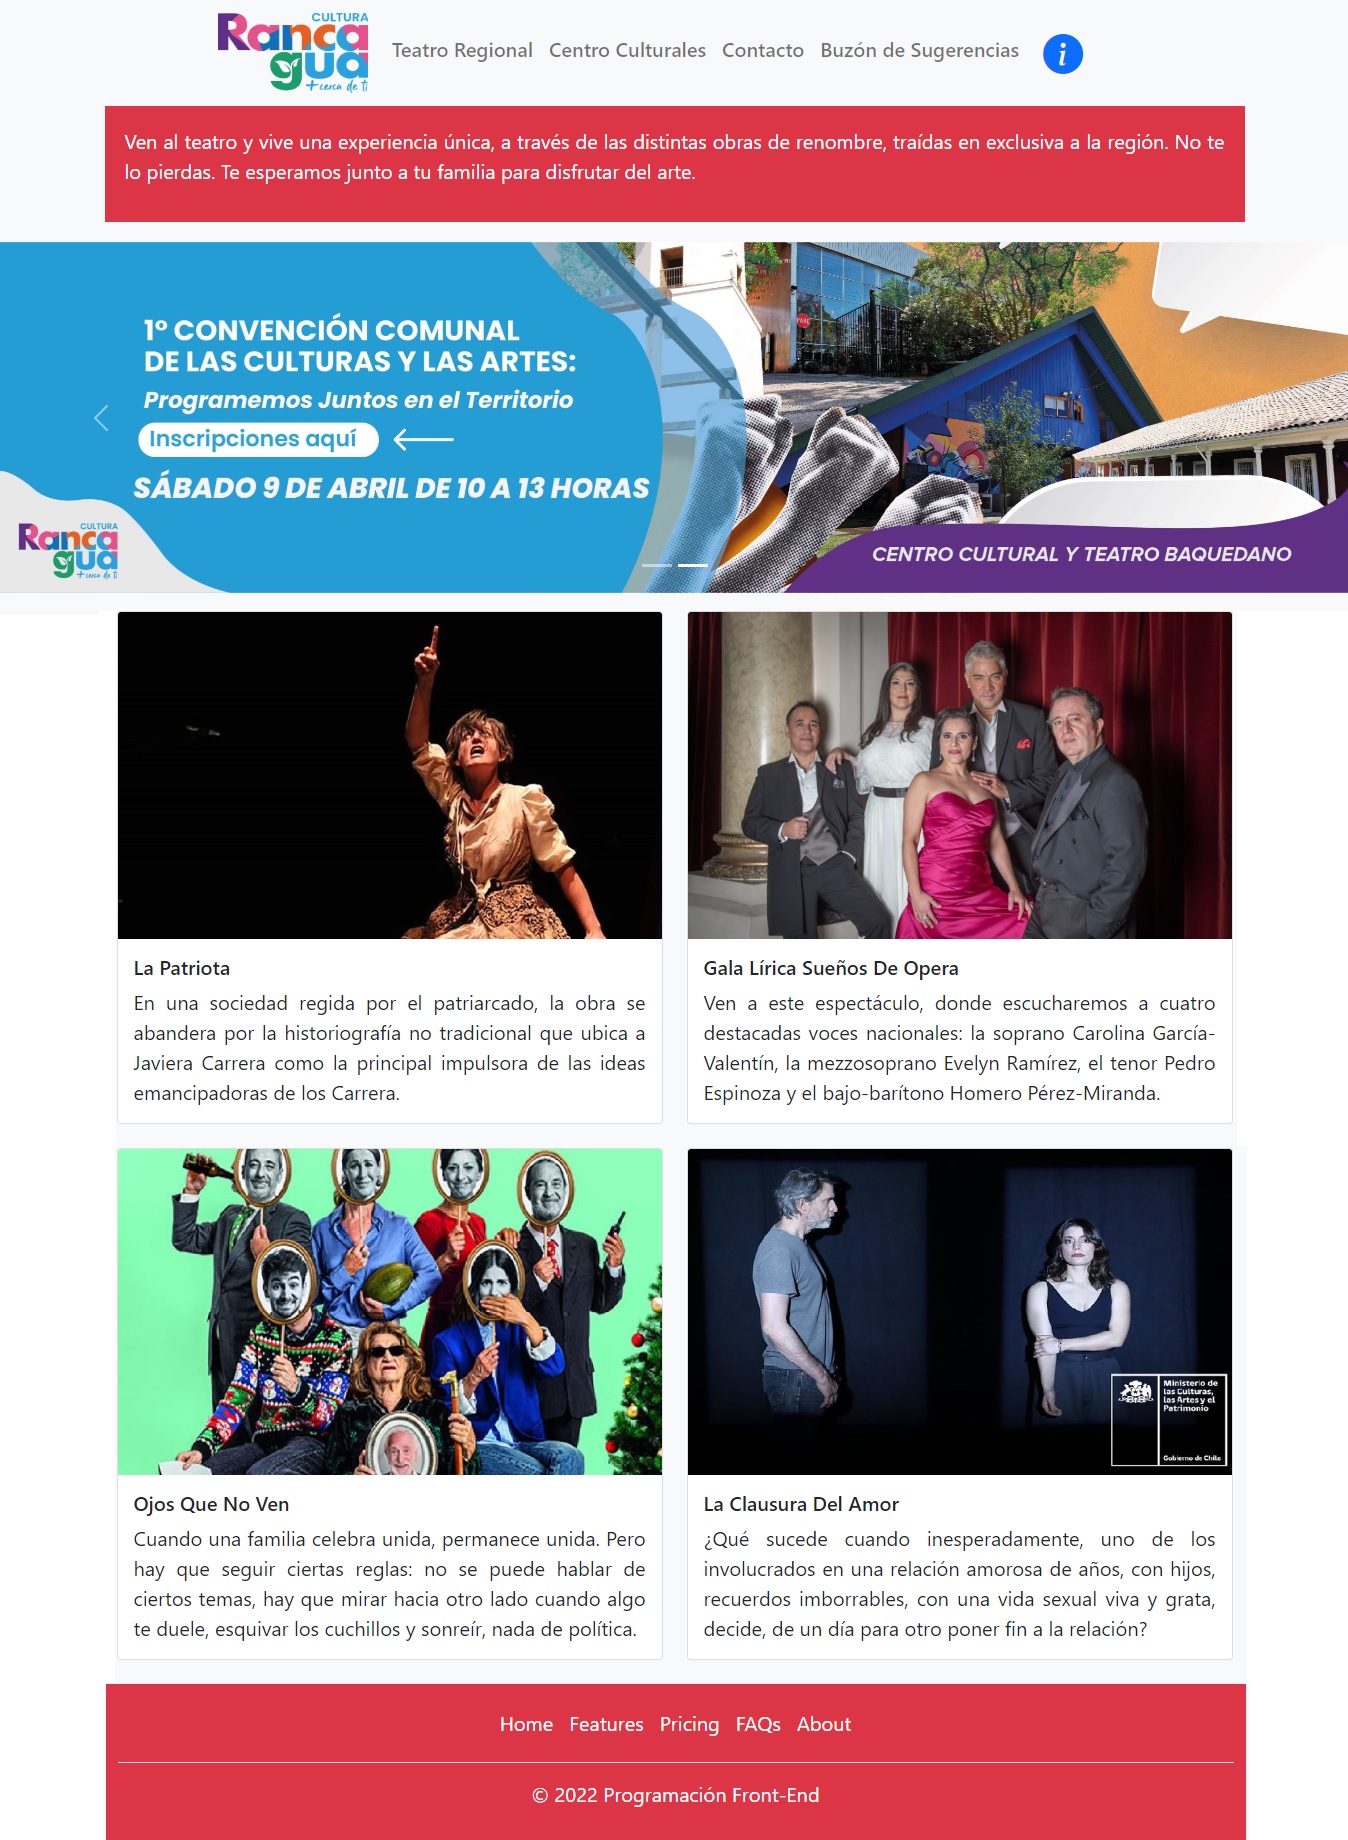 CULTURA
Rancagua
+cerca de ti
Teatro Regional Centro Culturales Contacto Buzón de Sugerencias i
Ven al teatro y vive una experiencia única, a través de las distintas obras de renombre, traídas en exclusiva a la región. No te
lo pierdas. Te esperamos junto a tu familia para disfrutar del arte.
1º CONVENCIÓN COMUNAL
DE LAS CULTURAS Y LAS ARTES:
Programemos Juntos en el Territorio
Inscripciones aquí
SÁBADO 9 DE ABRIL DE 10 A 13 HORAS
CULTURA
Rancagua
+cerca de ti
PARE
CENTRO CULTURAL Y TEATRO BAQUEDANO
La Patriota
En una sociedad regida por el patriarcado, la obra se
abandera por la historiografía no tradicional que ubica a
Javiera Carrera como la principal impulsora de las ideas
emancipadoras de los Carrera.
Gala Lírica Sueños De Opera
Ven a este espectáculo, donde escucharemos a cuatro
destacadas voces nacionales: la soprano Carolina García-
Valentín, la mezzosoprano Evelyn Ramírez, el tenor Pedro
Espinoza y el bajo-barítono Homero Pérez-Miranda.
Ojos Que No Ven
Cuando una familia celebra unida, permanece unida. Pero
hay que seguir ciertas reglas: no se puede hablar de
ciertos temas, hay que mirar hacia otro lado cuando algo
te duele, esquivar los cuchillos y sonreír, nada de política.
Ministerio de
las Culturas,
las Artes y el
Patrimonio
Gobierno de Chile
La Clausura Del Amor
¿Qué sucede cuando inesperadamente, uno de los
involucrados en una relación amorosa de años, con hijos,
recuerdos imborrables, con una vida sexual viva y grata,
decide, de un día para otro poner fin a la relación?
Home Features Pricing FAQs About
© 2022 Programación Front-End